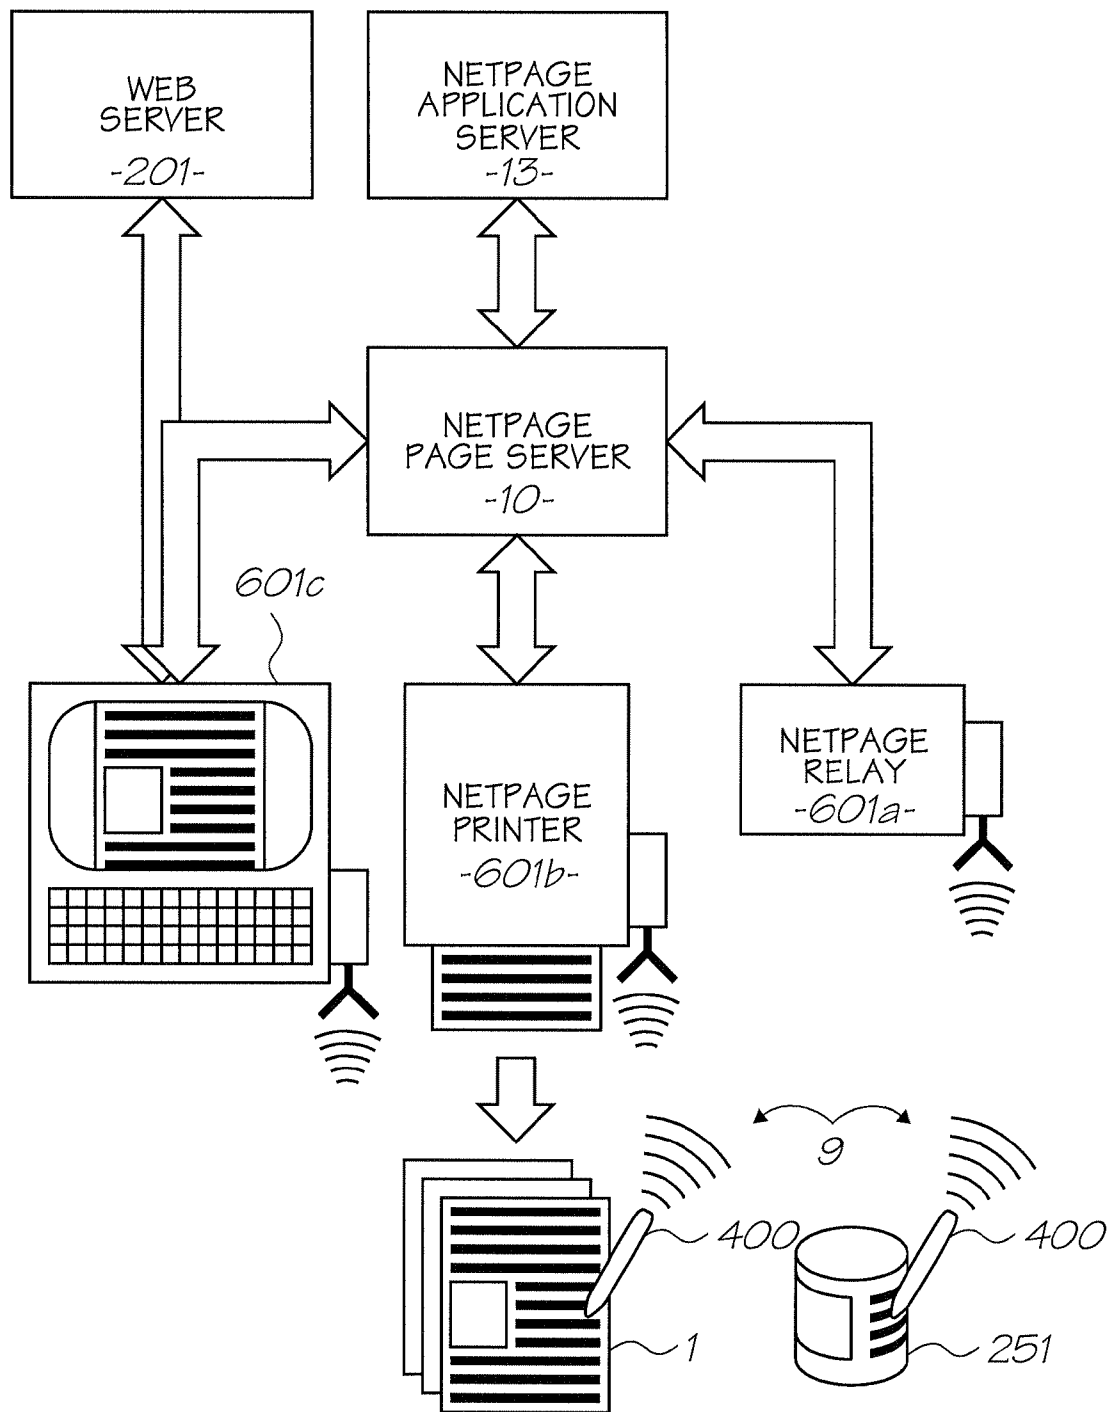 WEB
SERVER
-201-
NETPAGE
APPLICATION
SERVER
-13-
NETPAGE
PAGE SERVER
-10-
601c
NETPAGE
PRINTER
-601b-
NETPAGE
RELAY
-601a-
9
400
400
1
251